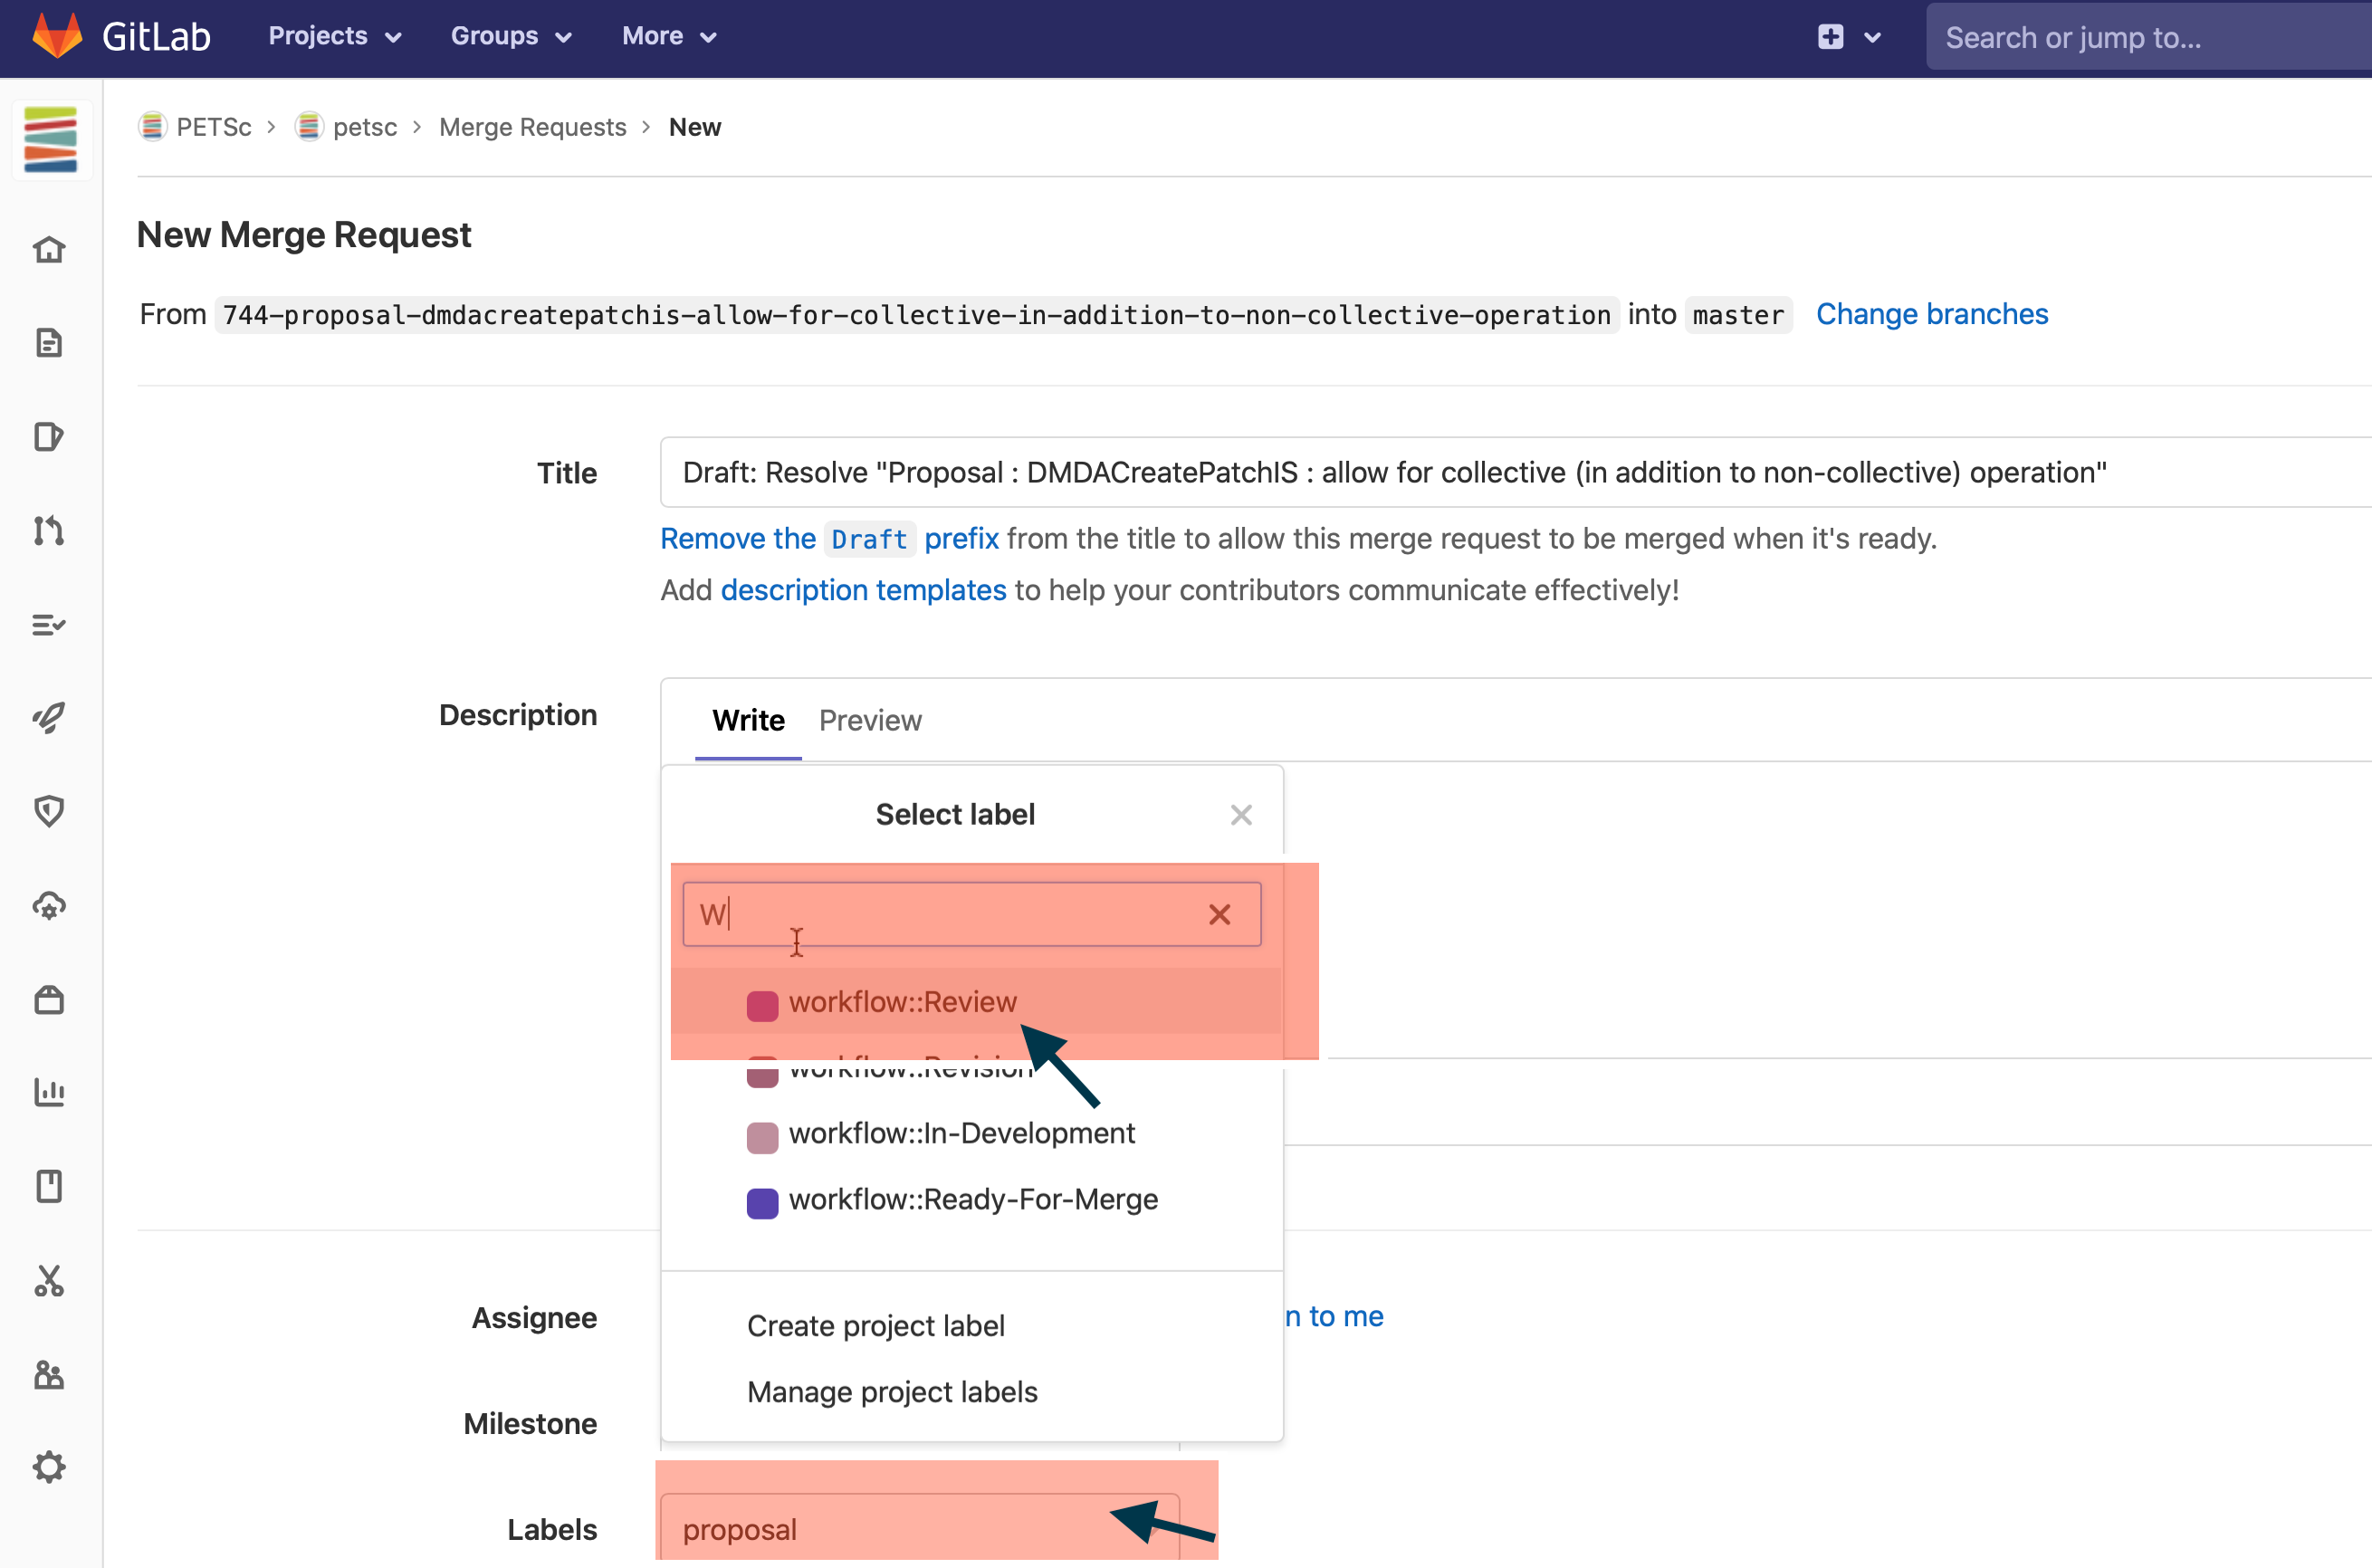 GitLab Projects Groups More Search or jump to...
PETSc > petsc > Merge Requests > New
New Merge Request
From 744-proposal-dmdacreatepatchis-allow-for-collective-in-addition-to-non-collective-operation into master Change branches
Title Draft: Resolve "Proposal : DMDACreatePatchIS : allow for collective (in addition to non-collective) operation"
Remove the Draft prefix from the title to allow this merge request to be merged when it's ready.
Add description templates to help your contributors communicate effectively!
Description Write Preview
Select label
W
workflow::Review
workflow::Revision
workflow::In-Development
workflow::Ready-For-Merge
Create project label
Assignee n to me
Manage project labels
Milestone
Labels proposal